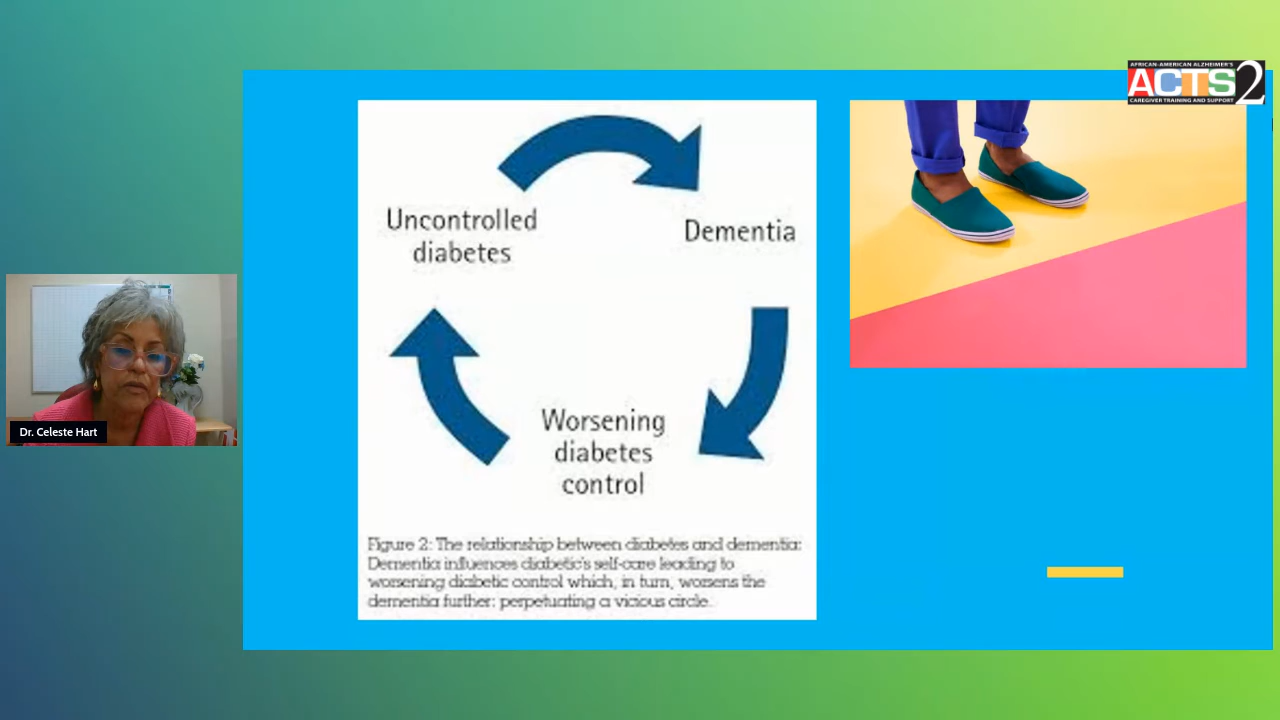 AFRICAN-AMERICAN ALZHEIMER'S
ACTS2
CAREGIVER TRAINING AND SUPPORT
Uncontrolled
diabetes
Dementia
Worsening
diabetes
control
Figure 2: The relationship between diabetes and dementia:
Dementia influences diabetic's self-care leading to
worsening diabetic control which, in turn, worsens the
dementia further: perpetuating a vicious circle.
Dr. Celeste Hart